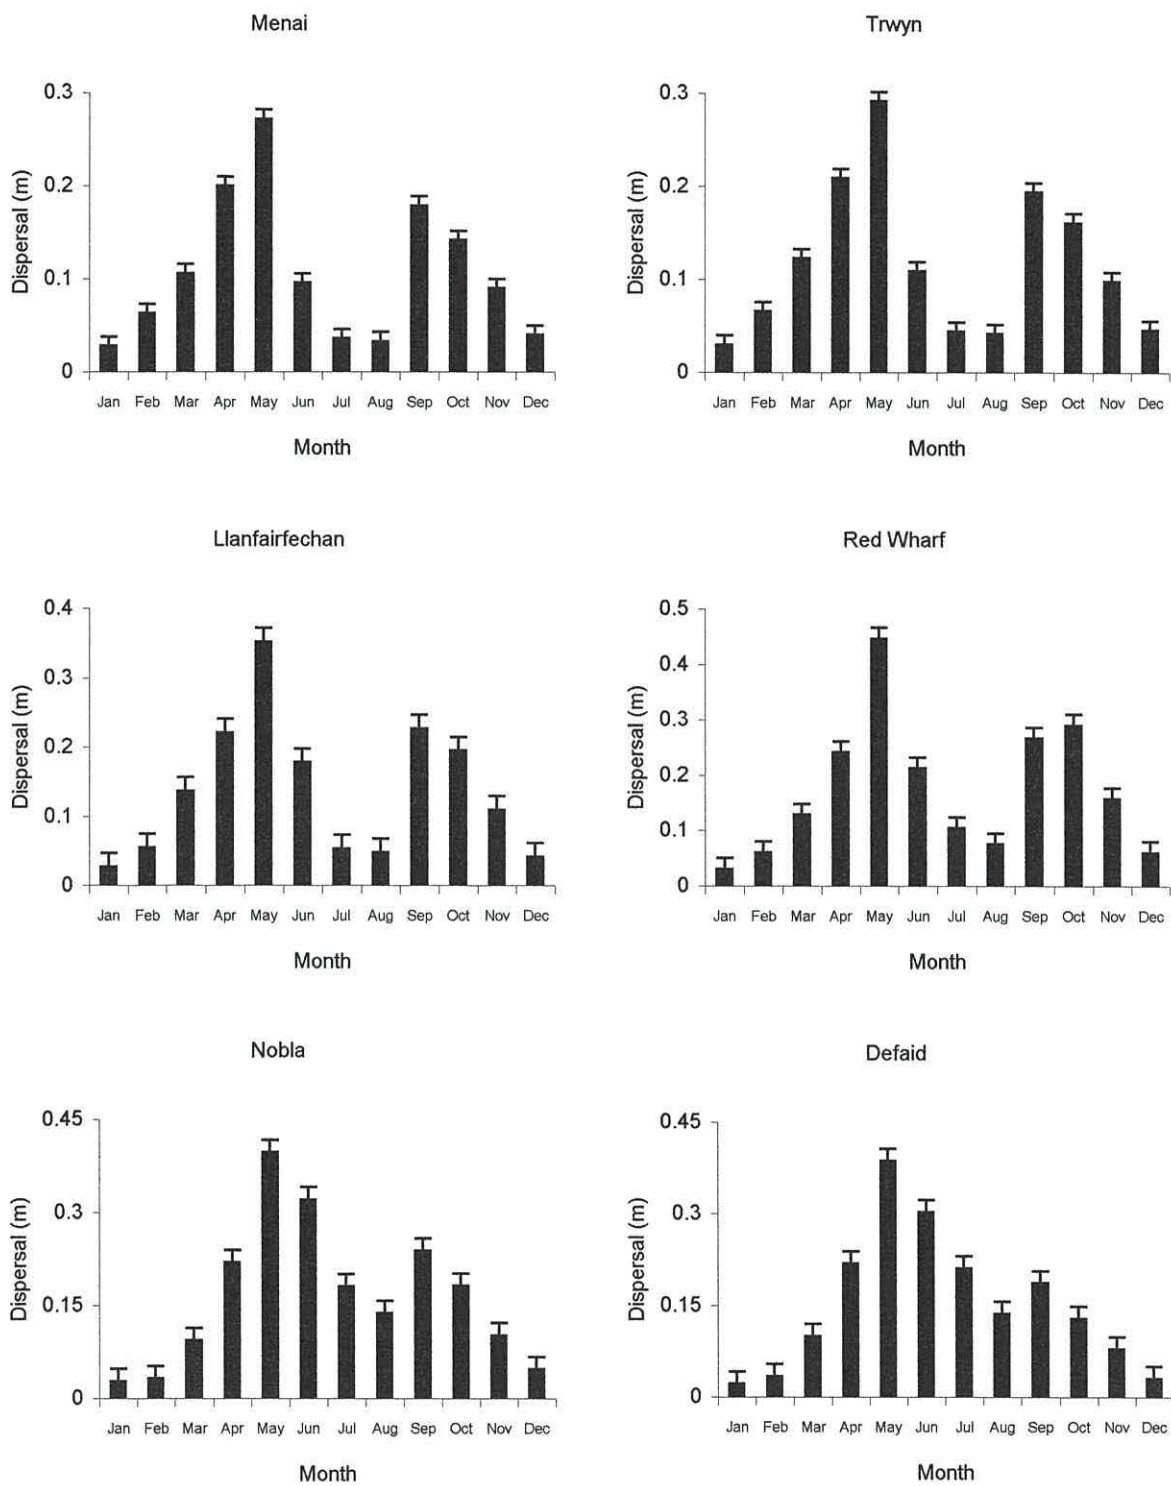 Menai
0.3
0.2
0.1
0
Dispersal (m)
Jan Feb Mar Apr May Jun Jul Aug Sep Oct Nov Dec
Month
Trwyn
0.3
0.2
0.1
0
Dispersal (m)
Jan Feb Mar Apr May Jun Jul Aug Sep Oct Nov Dec
Month
Llanfairfechan
0.4
0.3
0.2
0.1
0
Dispersal (m)
Jan Feb Mar Apr May Jun Jul Aug Sep Oct Nov Dec
Month
Red Wharf
0.5
0.4
0.3
0.2
0.1
0
Dispersal (m)
Jan Feb Mar Apr May Jun Jul Aug Sep Oct Nov Dec
Month
Nobla
0.45
0.3
0.15
0
Dispersal (m)
Jan Feb Mar Apr May Jun Jul Aug Sep Oct Nov Dec
Month
Defaid
0.45
0.3
0.15
0
Dispersal (m)
Jan Feb Mar Apr May Jun Jul Aug Sep Oct Nov Dec
Month